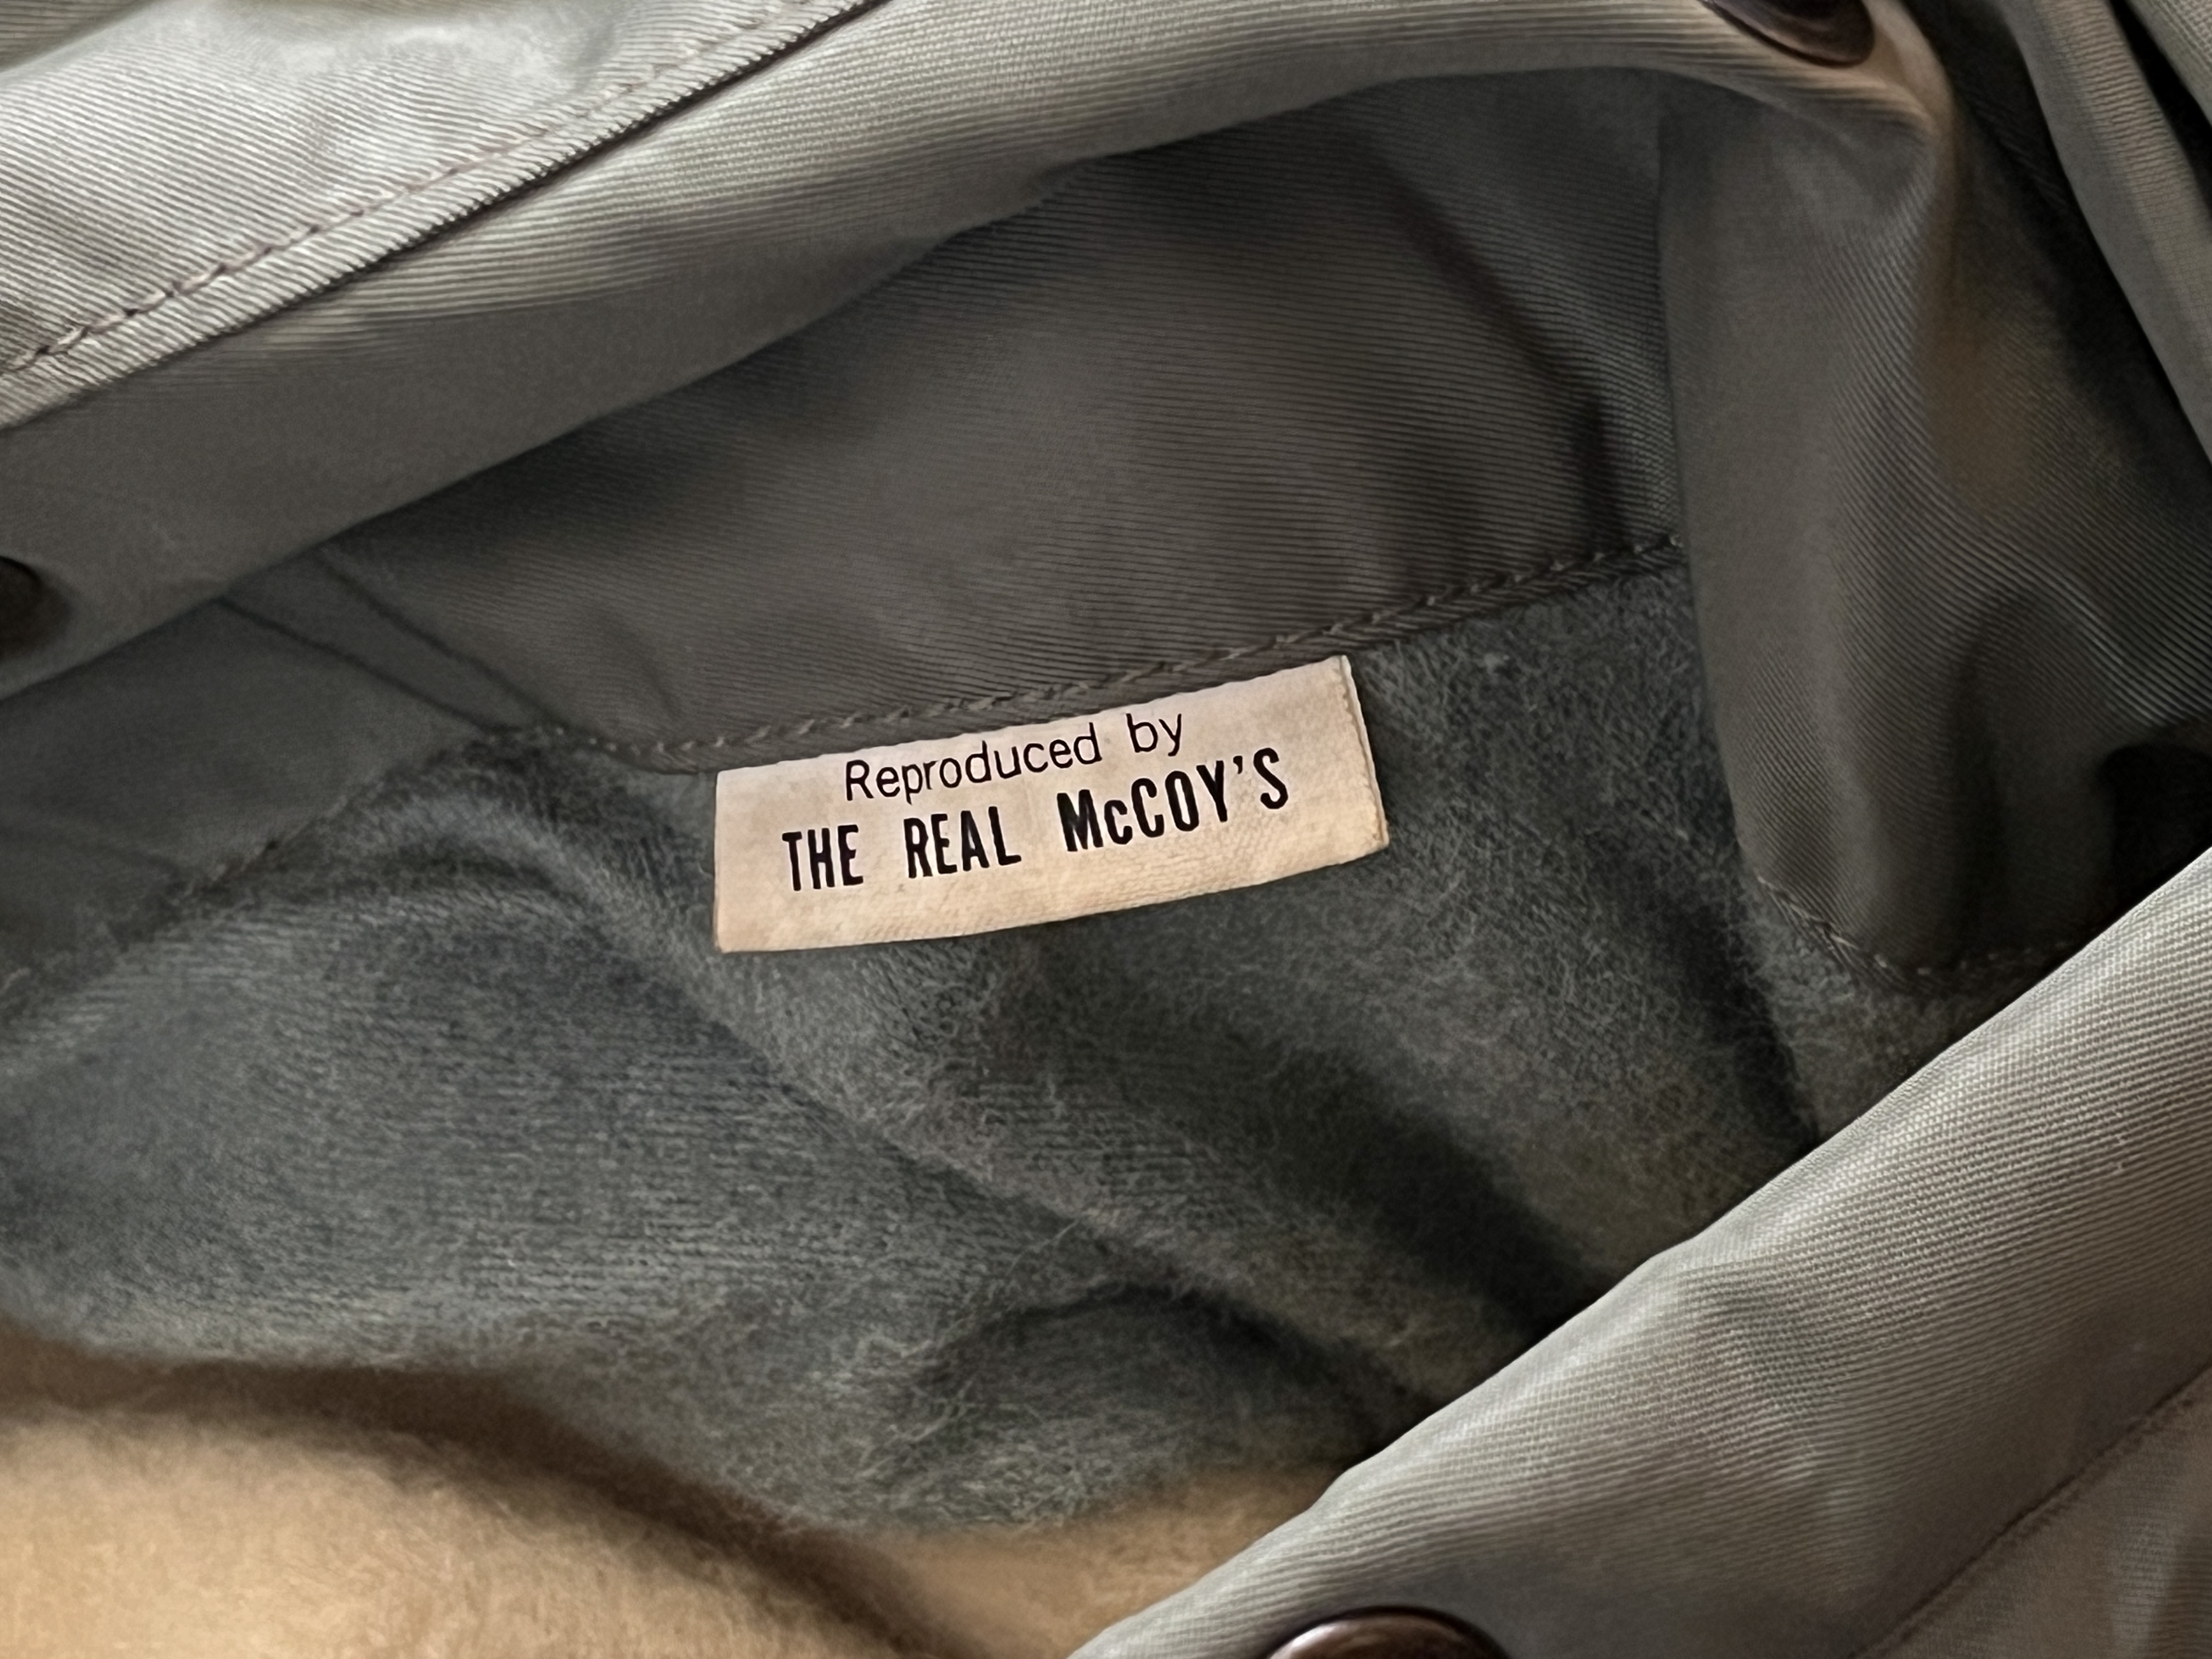 Reproduced by
THE REAL McCOY'S